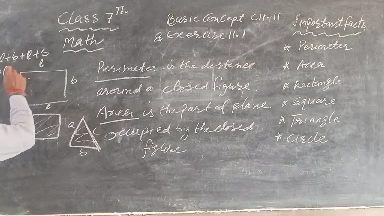 Class 7th
Math
Basic concept CH-11
& Exercise 11.1
Important facts
l+b+l+b
l
b
a
b
Perimeter is the distance
around a closed figure
Area is the part of plane
occupied by the closed
figure
* Perimeter
* Area
* Rectangle
* Square
* Triangle
* Circle